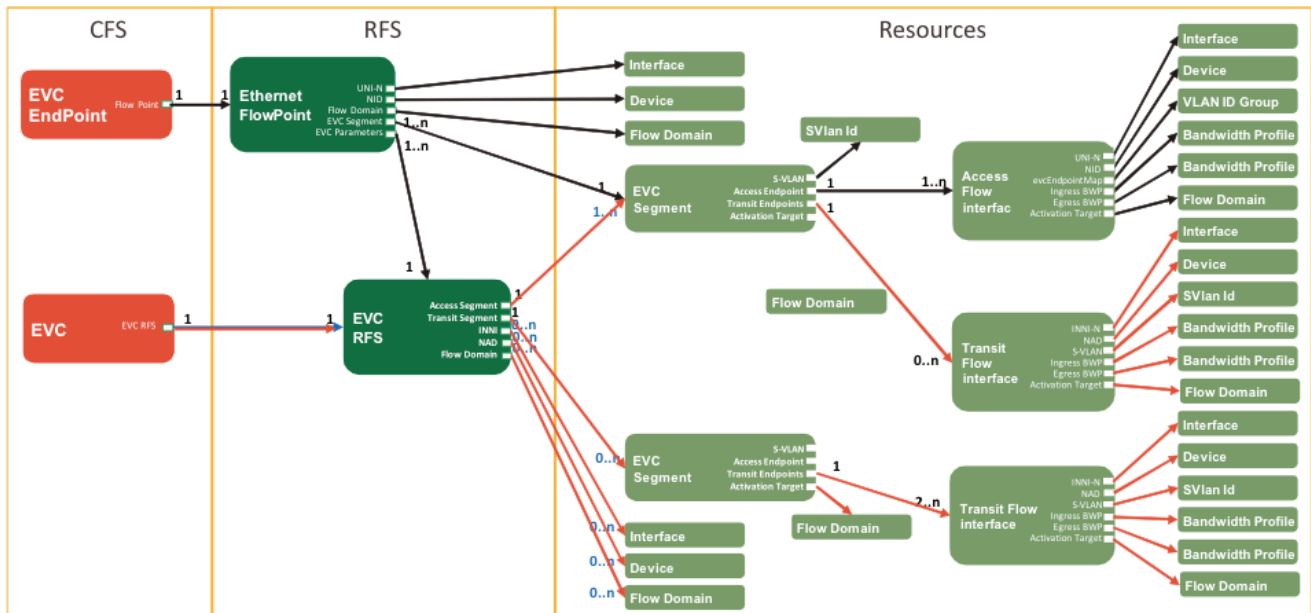 CFS
RFS
Resources
EVC
EndPoint
Flow Point
1
1
Ethernet
FlowPoint
UNI-N
NID
Flow Domain
EVC Segment
EVC Parameters
1..n
1..n
Interface
Device
Flow Domain
SVlan Id
1
1..n
EVC
Segment
S-VLAN
Access Endpoint
Transit Endpoints
Activation Target
1
1..n
1
Access
Flow
interfac
UNI-N
NID
evcEndpointMap
Ingress BWP
Egress BWP
Activation Target
Interface
Device
VLAN ID Group
Bandwidth Profile
Bandwidth Profile
Flow Domain
EVC
EVC RFS
1
1
1
EVC
RFS
Access Segment
Transit Segment
INNI
NAD
Flow Domain
1
1
0..n
0..n
0..n
Flow Domain
0..n
Transit
Flow
interface
INNI-N
NAD
S-VLAN
Ingress BWP
Egress BWP
Activation Target
Interface
Device
SVlan Id
Bandwidth Profile
Bandwidth Profile
Flow Domain
0..n
EVC
Segment
S-VLAN
Access Endpoint
Transit Endpoints
Activation Target
1
Flow Domain
2..n
Transit Flow
interface
INNI-N
NAD
S-VLAN
Ingress BWP
Egress BWP
Activation Target
Interface
Device
SVlan Id
Bandwidth Profile
Bandwidth Profile
Flow Domain
0..n
Interface
0..n
Device
0..n
Flow Domain